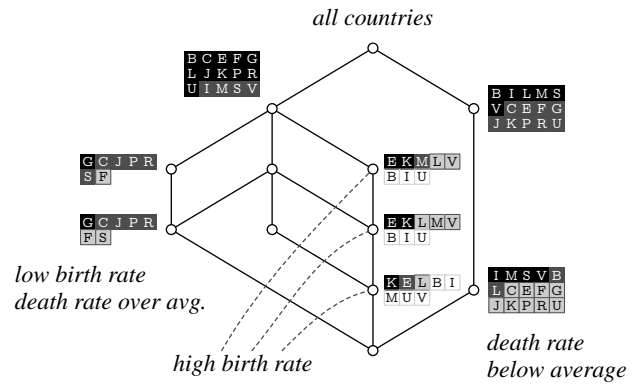 all countries
B C E F G
L J K P R
U I M S V
B I L M S
V C E F G
J K P R U
G C J P R
S F
E K M L V
B I U
G C J P R
F S
E K L M V
B I U
low birth rate
death rate over avg.
K E L B I
M U V
I M S V B
L C E F G
J K P R U
high birth rate
death rate
below average